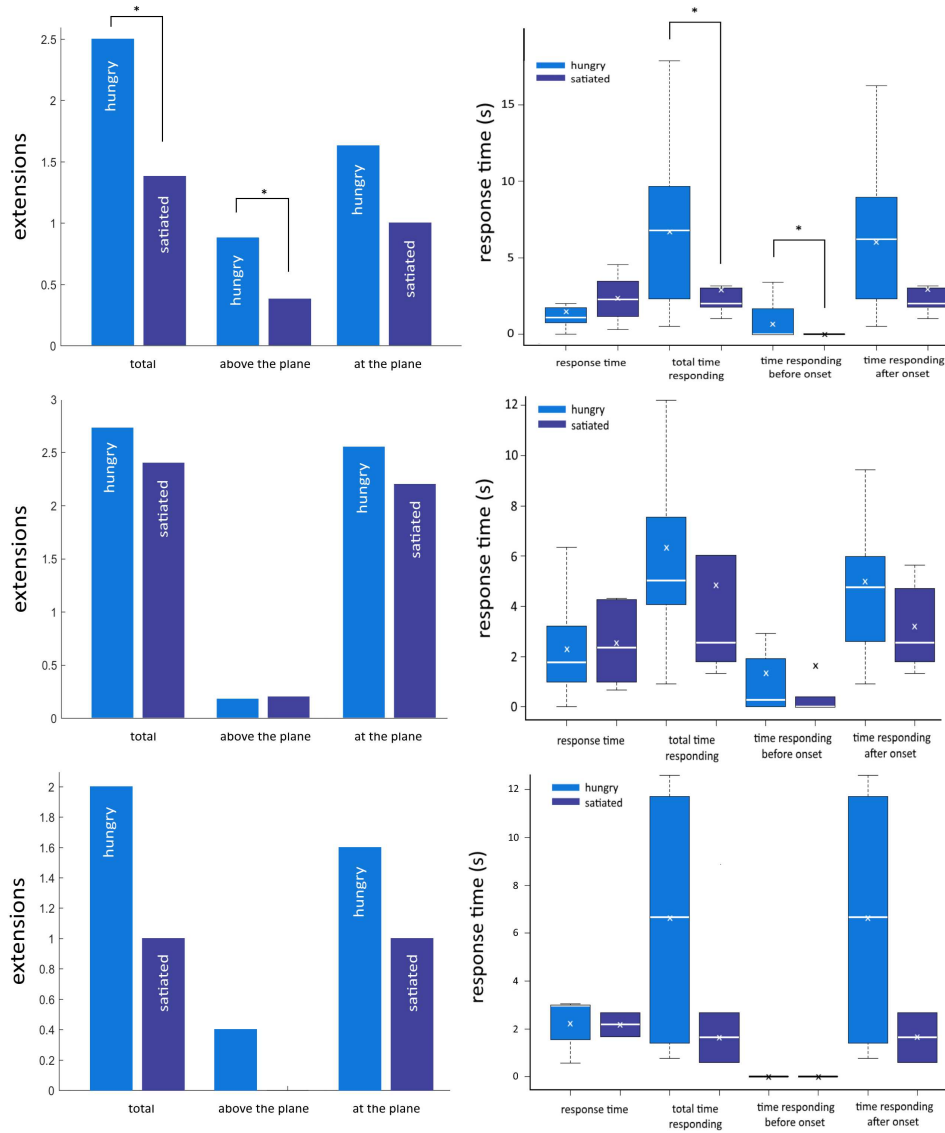 *
2.5
2
1.5
1
0.5
0
extensions
hungry
satiated
*
hungry
hungry
satiated
total
above the plane
at the plane
*
hungry
satiated
15
10
5
0
response time (s)
*
response time
total time
responding
time responding
before onset
time responding
after onset
3
2.5
2
1.5
1
0.5
0
extensions
hungry
satiated
hungry
satiated
total
above the plane
at the plane
12
10
8
6
4
2
0
response time (s)
hungry
satiated
response time
total time
responding
time responding
before onset
time responding
after onset
2
1.8
1.6
1.4
1.2
1
0.8
0.6
0.4
0.2
0
extensions
hungry
satiated
hungry
satiated
total
above the plane
at the plane
12
10
8
6
4
2
0
response time (s)
hungry
satiated
response time
total time
responding
time responding
before onset
time responding
after onset